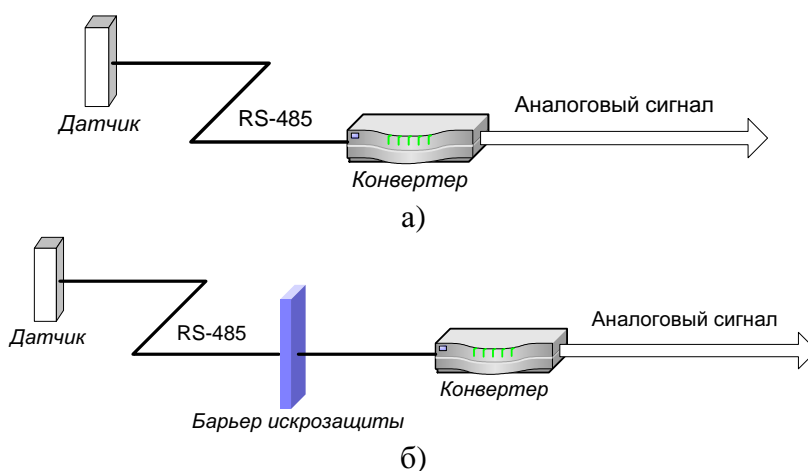 Датчик
RS-485
Конвертер
Аналоговый сигнал
а)
Датчик
RS-485
Барьер искрозащиты
Конвертер
Аналоговый сигнал
б)